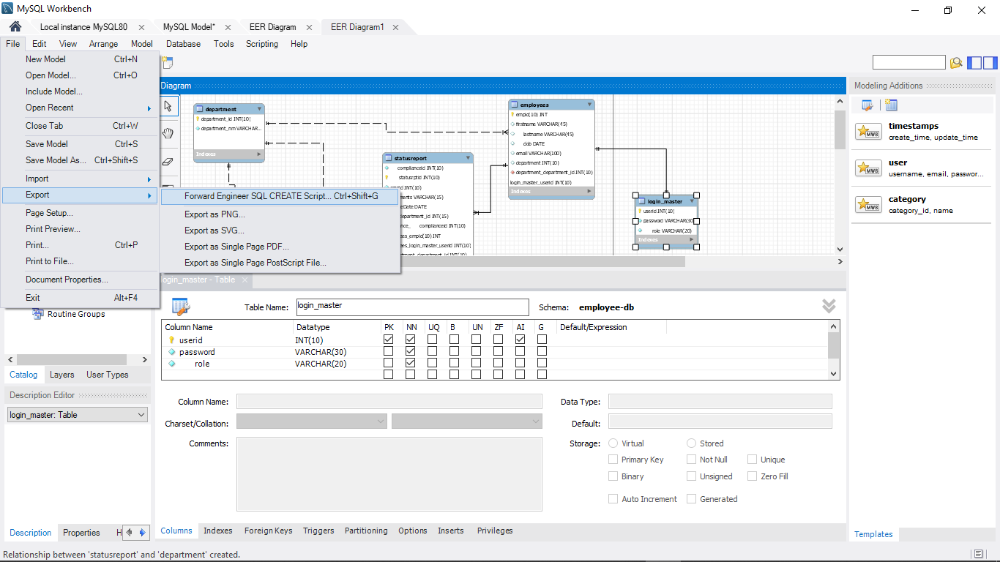 MySQL Workbench
Local instance MySQL80
MySQL Model*
EER Diagram
EER Diagram1
File Edit View Arrange Model Database Tools Scripting Help
New Model Ctrl+N
Open Model... Ctrl+O
Include Model...
Open Recent
Close Tab Ctrl+W
Save Model Ctrl+S
Save Model As... Ctrl+Shift+S
Import
Export
Page Setup...
Print Preview...
Print... Ctrl+P
Print to File...
Document Properties...
Exit Alt+F4
Forward Engineer SQL CREATE Script... Ctrl+Shift+G
Export as PNG...
Export as SVG...
Export as Single Page PDF...
Export as Single Page PostScript File...
Diagram
department
department_id INT(10)
department_nm VARCHAR...
Indexes
statusreport
complianceid INT(10)
statusrptid INT(10)
INT(10)
VARCHAR(15)
DATE
department_id INT(15)
complianceid INT(10)
INT
login_master_userid INT(10)
employees
empid(10) INT
firstname VARCHAR(45)
lastname VARCHAR(45)
dob DATE
email VARCHAR(100)
department INT(10)
department_department_id INT(10)
login_master_userid INT(10)
Indexes
login_master
userid INT(10)
password VARCHAR(30
role VARCHAR(20)
Indexes
Modeling Additions
timestamps
create_time, update_time
user
username, email, passwor...
category
category_id, name
Templates
Routine Groups
Catalog Layers User Types
Description Editor
login_master: Table
Description Properties H
login_master - Table
Table Name: login_master Schema: employee-db
Column Name Datatype PK NN UQ B UN ZF AI G Default/Expression
userid INT(10)
password VARCHAR(30)
role VARCHAR(20)
Column Name: Data Type:
Charset/Collation: Default:
Comments: Storage: Virtual Stored
Primary Key Not Null Unique
Binary Unsigned Zero Fill
Auto Increment Generated
Columns Indexes Foreign Keys Triggers Partitioning Options Inserts Privileges
Relationship between 'statusreport' and 'department' created.